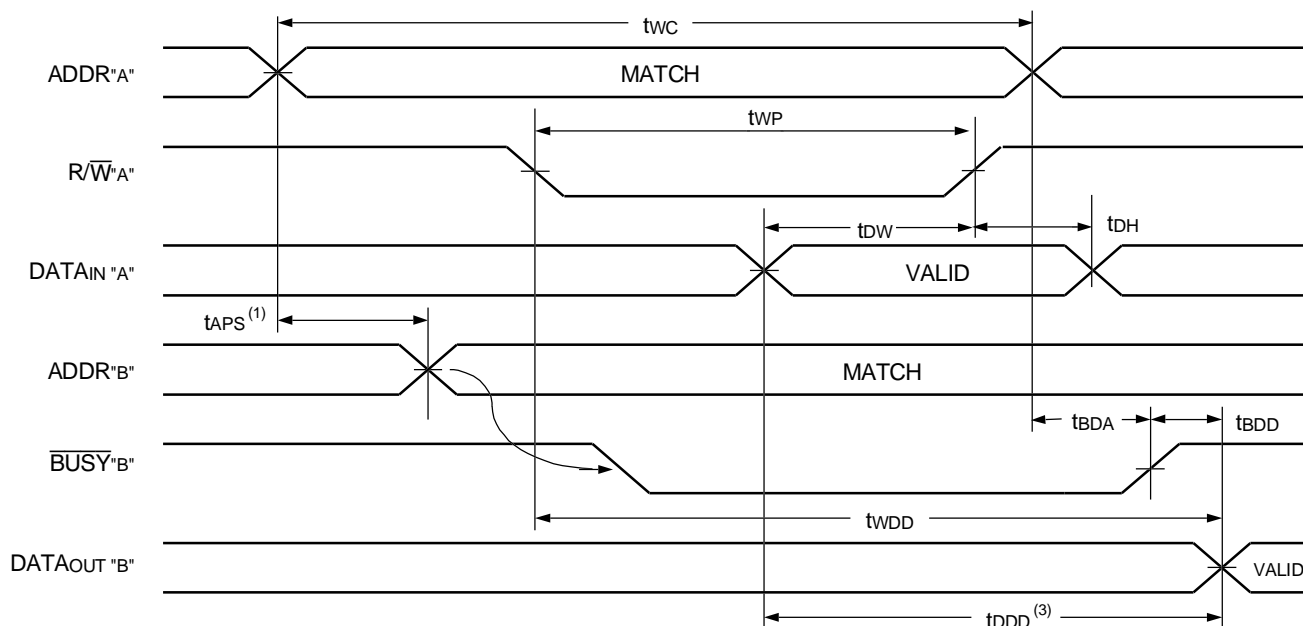 tWC
ADDR"A"
MATCH
tWP
R/W̅"A"
tDW
tDH
DATAIN "A"
VALID
tAPS (1)
ADDR"B"
MATCH
tBDA
tBDD
B̅U̅S̅Y̅"B"
tWDD
DATAOUT "B"
VALID
tDDD (3)